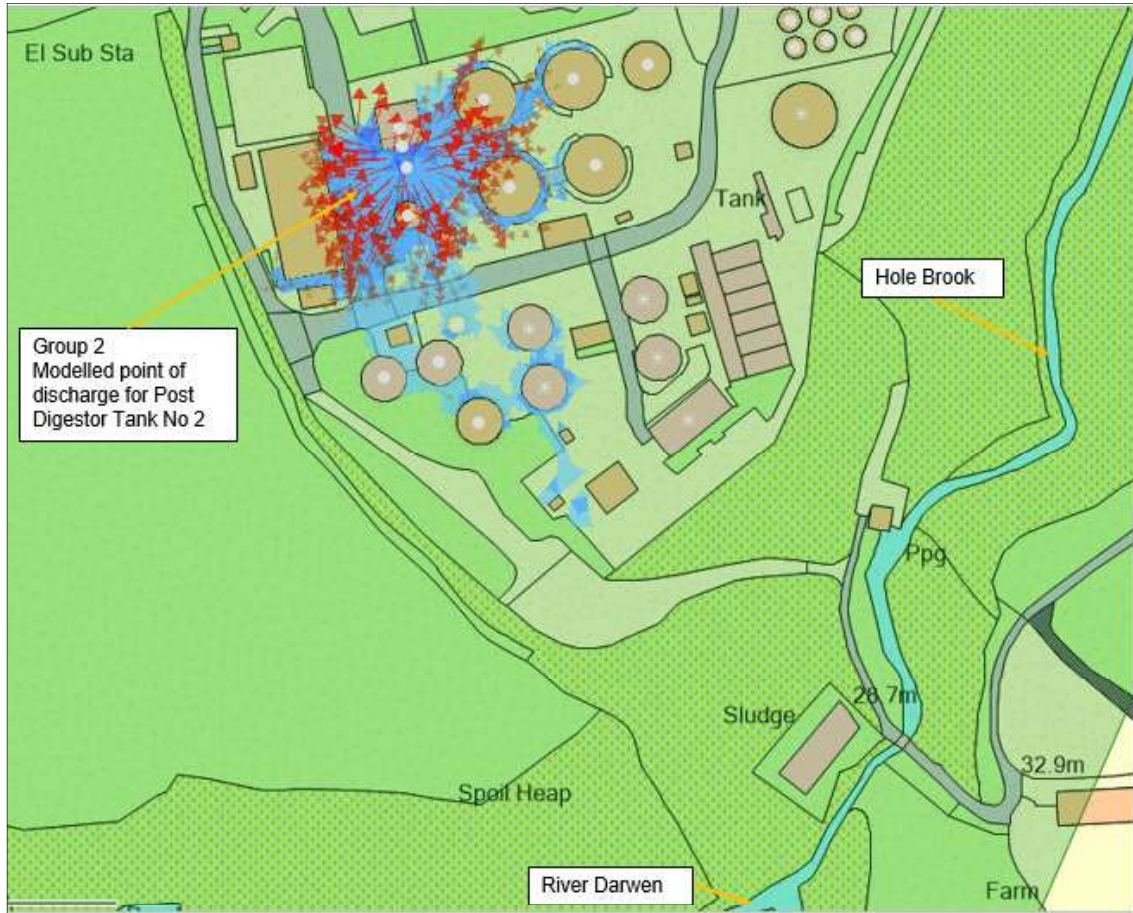 El Sub Sta
Tank
Hole Brook
Group 2
Modelled point of
discharge for Post
Digestor Tank No 2
Ppg
28.7m
Sludge
32.9m
Spoil Heap
River Darwen
Farm